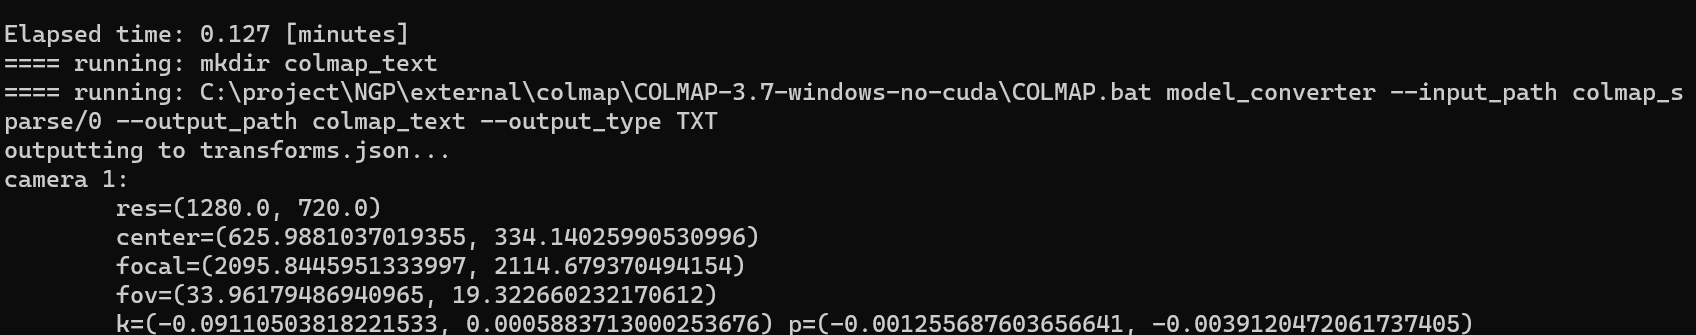 Elapsed time: 0.127 [minutes]
==== running: mkdir colmap_text
==== running: C:\project\NGP\external\colmap\COLMAP-3.7-windows-no-cuda\COLMAP.bat model_converter --input_path colmap_s
parse/0 --output_path colmap_text --output_type TXT
outputting to transforms.json...
camera 1:
        res=(1280.0, 720.0)
        center=(625.9881037019355, 334.14025990530996)
        focal=(2095.8445951333997, 2114.679370494154)
        fov=(33.96179486940965, 19.322660232170612)
        k=(-0.09110503818221533, 0.0005883713000253676) p=(-0.001255687603656641, -0.0039120472061737405)